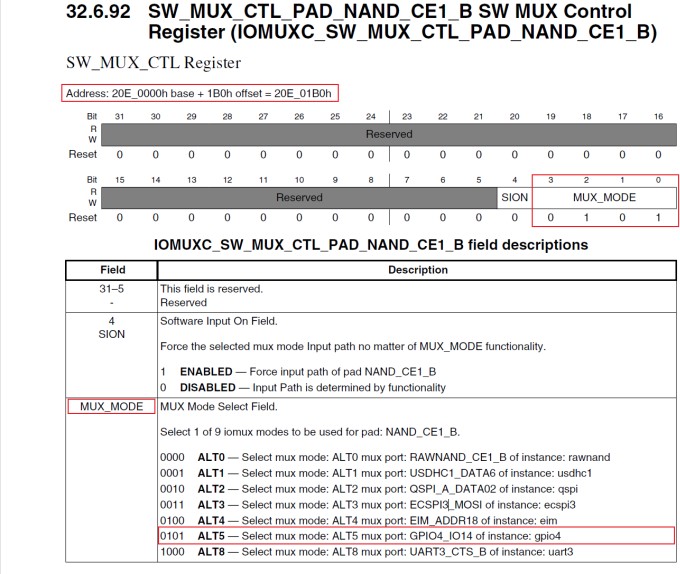 32.6.92 SW_MUX_CTL_PAD_NAND_CE1_B SW MUX Control
Register (IOMUXC_SW_MUX_CTL_PAD_NAND_CE1_B)
SW_MUX_CTL Register
Address: 20E_0000h base + 1B0h offset = 20E_01B0h
Bit 31 30 29 28 27 26 25 24 23 22 21 20 19 18 17 16
R
Reserved
W
Reset 0 0 0 0 0 0 0 0 0 0 0 0 0 0 0 0
Bit 15 14 13 12 11 10 9 8 7 6 5 4 3 2 1 0
R
Reserved SION MUX_MODE
W
Reset 0 0 0 0 0 0 0 0 0 0 0 0 0 1 0 1
IOMUXC_SW_MUX_CTL_PAD_NAND_CE1_B field descriptions
Field Description
31–5 This field is reserved.
- Reserved
4 Software Input On Field.
SION
Force the selected mux mode Input path no matter of MUX_MODE functionality.
1 ENABLED — Force input path of pad NAND_CE1_B
0 DISABLED — Input Path is determined by functionality
MUX_MODE MUX Mode Select Field.
Select 1 of 9 iomux modes to be used for pad: NAND_CE1_B.
0000 ALT0 — Select mux mode: ALT0 mux port: RAWNAND_CE1_B of instance: rawnand
0001 ALT1 — Select mux mode: ALT1 mux port: USDHC1_DATA6 of instance: usdhc1
0010 ALT2 — Select mux mode: ALT2 mux port: QSPI_A_DATA02 of instance: qspi
0011 ALT3 — Select mux mode: ALT3 mux port: ECSPI3_MOSI of instance: ecspi3
0100 ALT4 — Select mux mode: ALT4 mux port: EIM_ADDR18 of instance: eim
0101 ALT5 — Select mux mode: ALT5 mux port: GPIO4_IO14 of instance: gpio4
1000 ALT8 — Select mux mode: ALT8 mux port: UART3_CTS_B of instance: uart3